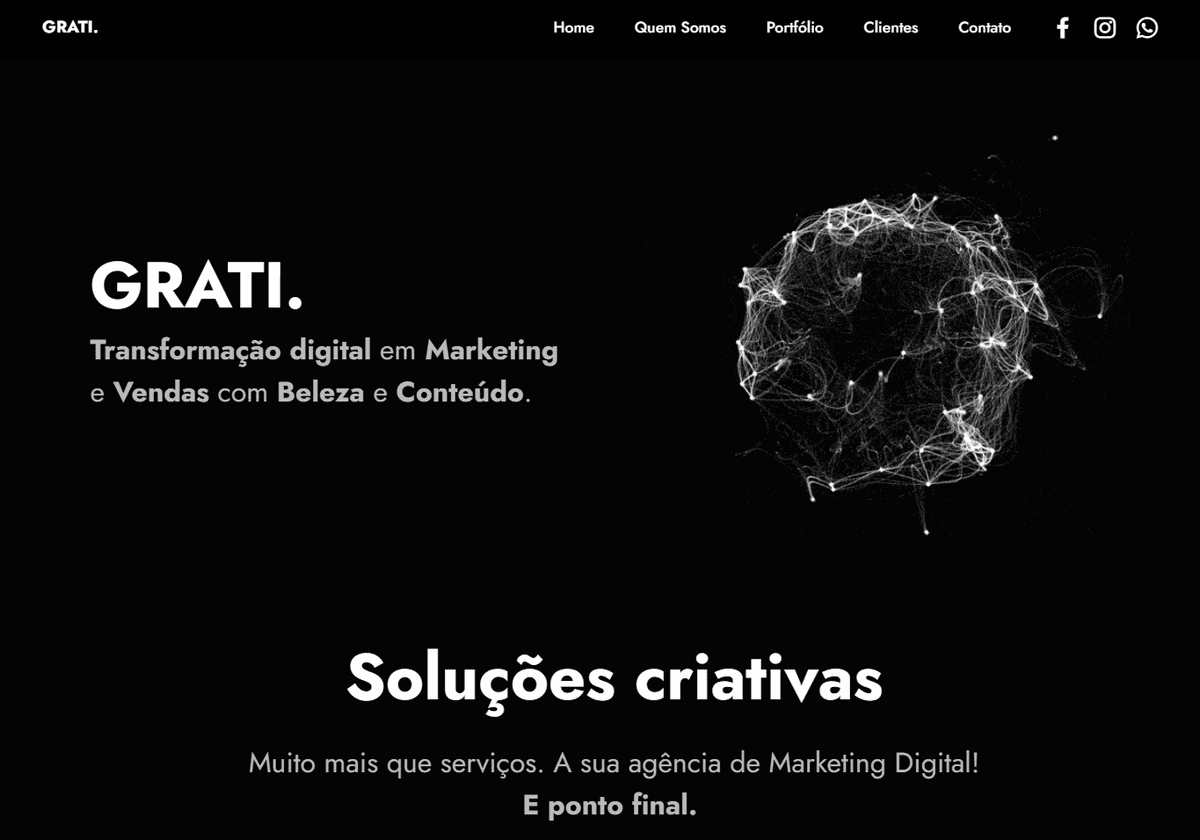 GRATI.
Home Quem Somos Portfólio Clientes Contato
GRATI.
Transformação digital em Marketing
e Vendas com Beleza e Conteúdo.
Soluções criativas
Muito mais que serviços. A sua agência de Marketing Digital!
E ponto final.